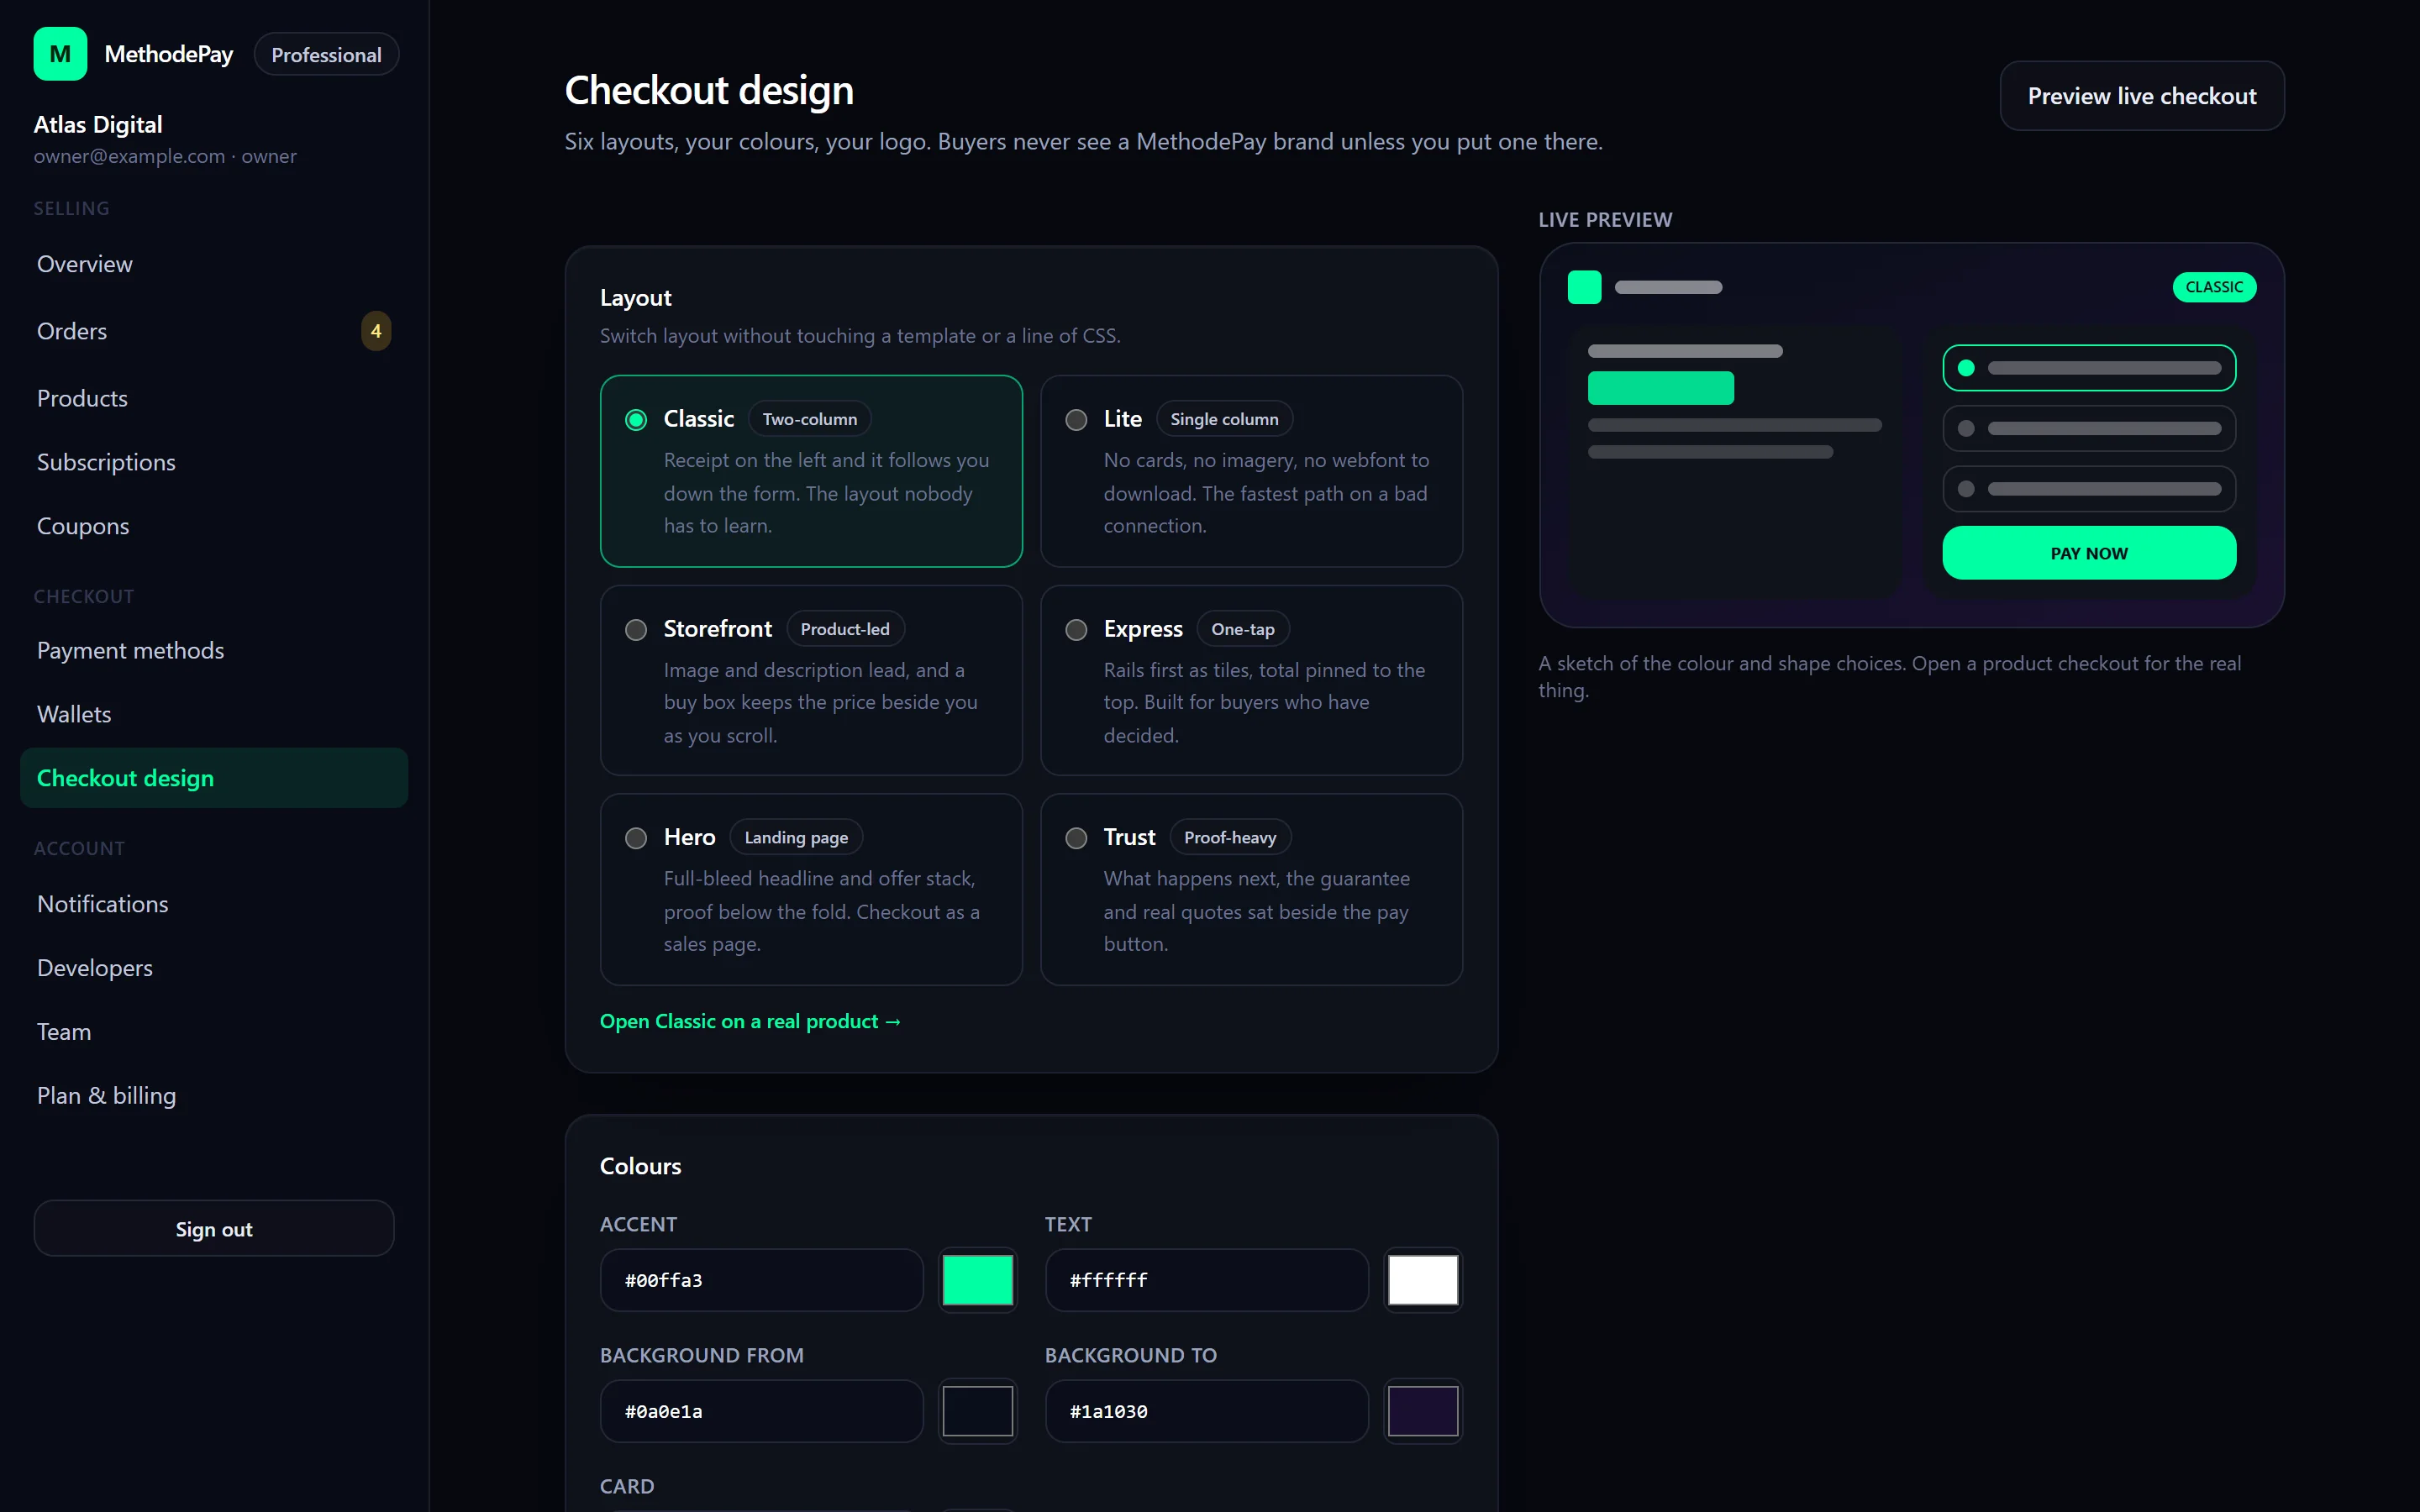 M MethodePay Professional
Atlas Digital
owner@example.com · owner
SELLING
Overview
Orders 4
Products
Subscriptions
Coupons
CHECKOUT
Payment methods
Wallets
Checkout design
ACCOUNT
Notifications
Developers
Team
Plan & billing
Sign out
Checkout design
Six layouts, your colours, your logo. Buyers never see a MethodePay brand unless you put one there.
Preview live checkout
Layout
Switch layout without touching a template or a line of CSS.
Classic Two-column
Receipt on the left and it follows you
down the form. The layout nobody
has to learn.
Lite Single column
No cards, no imagery, no webfont to
download. The fastest path on a bad
connection.
Storefront Product-led
Image and description lead, and a
buy box keeps the price beside you
as you scroll.
Express One-tap
Rails first as tiles, total pinned to the
top. Built for buyers who have
decided.
Hero Landing page
Full-bleed headline and offer stack,
proof below the fold. Checkout as a
sales page.
Trust Proof-heavy
What happens next, the guarantee
and real quotes sat beside the pay
button.
Open Classic on a real product →
Colours
ACCENT
#00ffa3
TEXT
#ffffff
BACKGROUND FROM
#0a0e1a
BACKGROUND TO
#1a1030
CARD
LIVE PREVIEW
CLASSIC
PAY NOW
A sketch of the colour and shape choices. Open a product checkout for the real
thing.